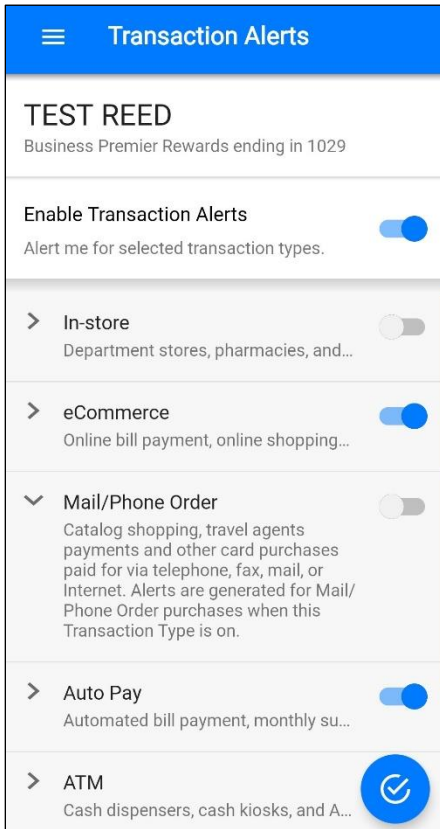 Transaction Alerts
TEST REED
Business Premier Rewards ending in 1029
Enable Transaction Alerts
Alert me for selected transaction types.
In-store
Department stores, pharmacies, and...
eCommerce
Online bill payment, online shopping...
Mail/Phone Order
Catalog shopping, travel agents
payments and other card purchases
paid for via telephone, fax, mail, or
Internet. Alerts are generated for Mail/
Phone Order purchases when this
Transaction Type is on.
Auto Pay
Automated bill payment, monthly su...
ATM
Cash dispensers, cash kiosks, and A...